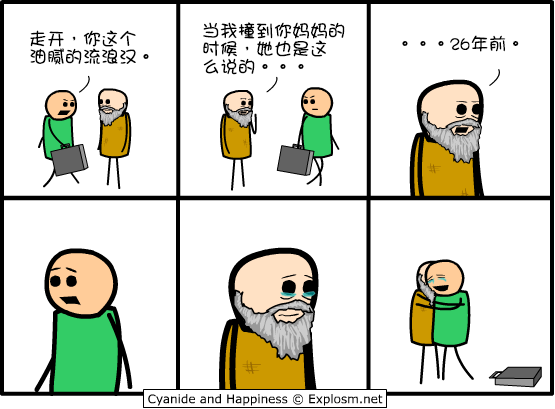 走开，你这个
油腻的流浪汉。
当我撞到你妈妈的
时候，她也是这
么说的。。。
。。。26年前。
Cyanide and Happiness © Explosm.net